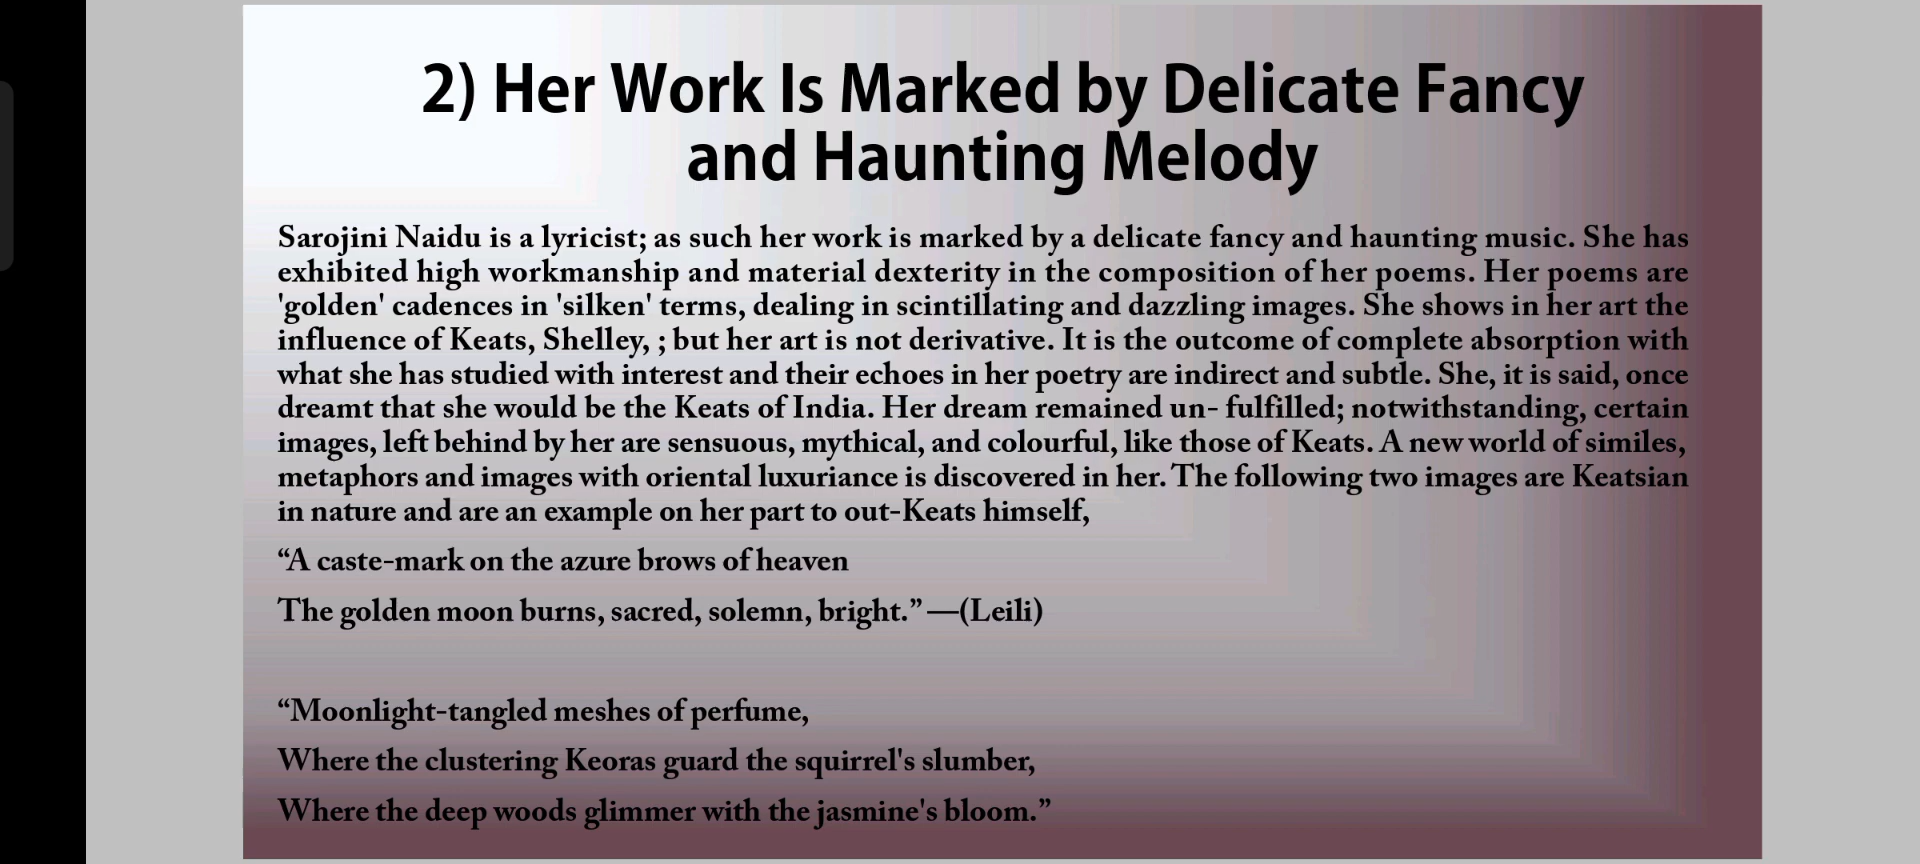 2) Her Work Is Marked by Delicate Fancy
and Haunting Melody
Sarojini Naidu is a lyricist; as such her work is marked by a delicate fancy and haunting music. She has
exhibited high workmanship and material dexterity in the composition of her poems. Her poems are
'golden' cadences in 'silken' terms, dealing in scintillating and dazzling images. She shows in her art the
influence of Keats, Shelley, ; but her art is not derivative. It is the outcome of complete absorption with
what she has studied with interest and their echoes in her poetry are indirect and subtle. She, it is said, once
dreamt that she would be the Keats of India. Her dream remained un- fulfilled; notwithstanding, certain
images, left behind by her are sensuous, mythical, and colourful, like those of Keats. A new world of similes,
metaphors and images with oriental luxuriance is discovered in her. The following two images are Keatsian
in nature and are an example on her part to out-Keats himself,
“A caste-mark on the azure brows of heaven
The golden moon burns, sacred, solemn, bright.” —(Leili)
“Moonlight-tangled meshes of perfume,
Where the clustering Keoras guard the squirrel's slumber,
Where the deep woods glimmer with the jasmine's bloom.”